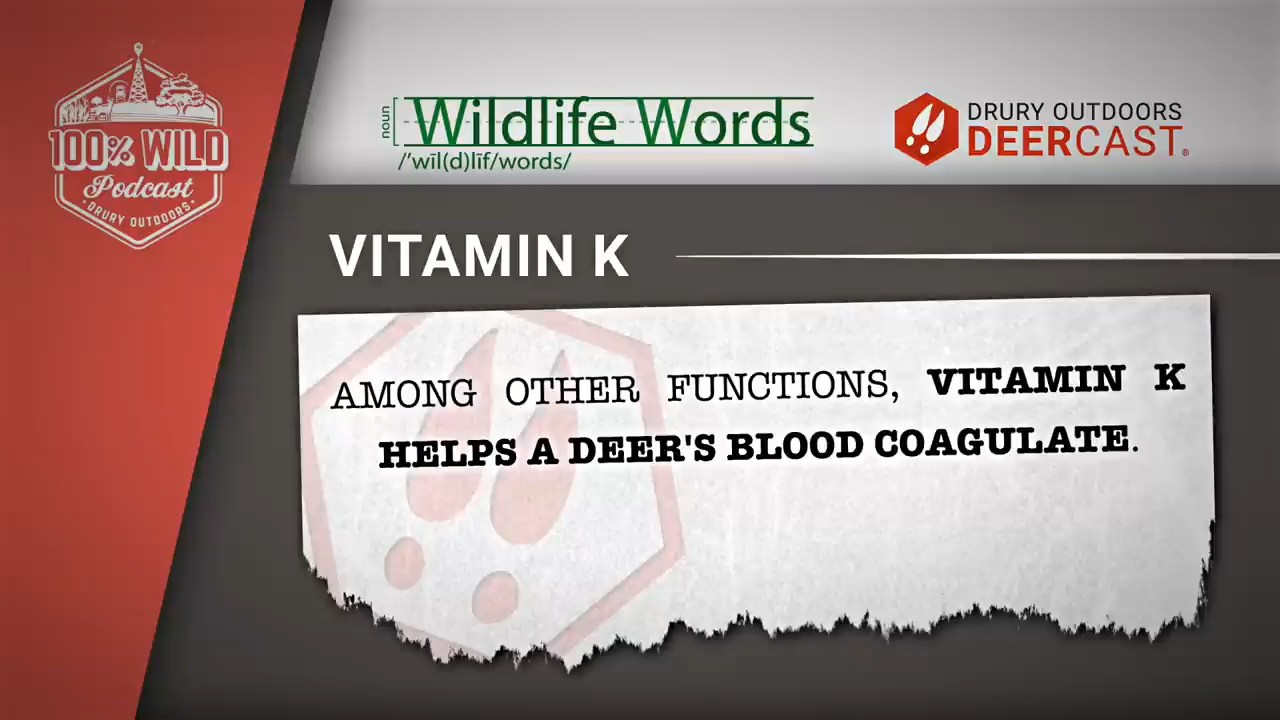 100% WILD
Podcast
• DRURY OUTDOORS •
noun
Wildlife Words
/'wīl(d)līf/words/
DRURY OUTDOORS
DEERCAST®
VITAMIN K
AMONG OTHER FUNCTIONS, VITAMIN K
HELPS A DEER'S BLOOD COAGULATE.